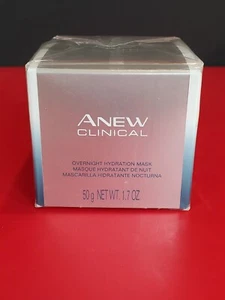 ANEW
CLINICAL
OVERNIGHT HYDRATION MASK
MASQUE HYDRATANT DE NUIT
MASCARILLA HIDRATANTE NOCTURNA
50 g NET WT. 1.7 OZ.